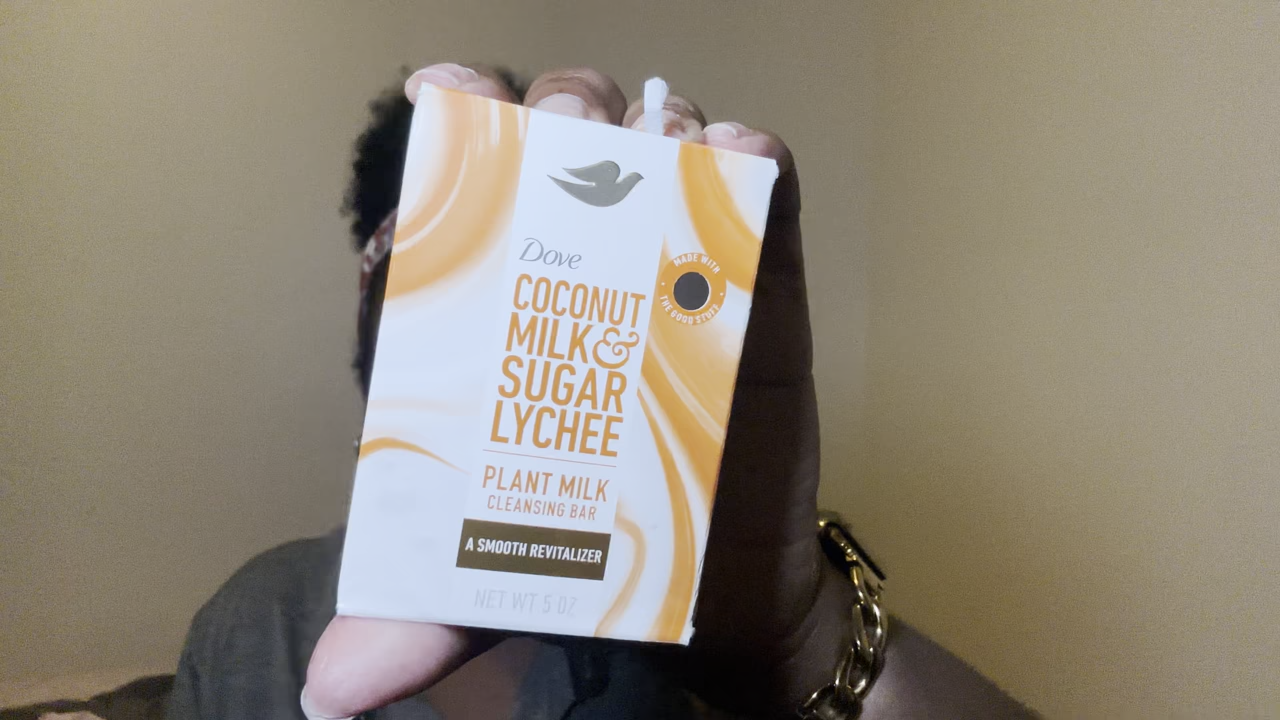 Dove
COCONUT
MILK &
SUGAR
LYCHEE
MADE WITH
THE GOOD STUFF
PLANT MILK
CLEANSING BAR
A SMOOTH REVITALIZER
NET WT 5 OZ